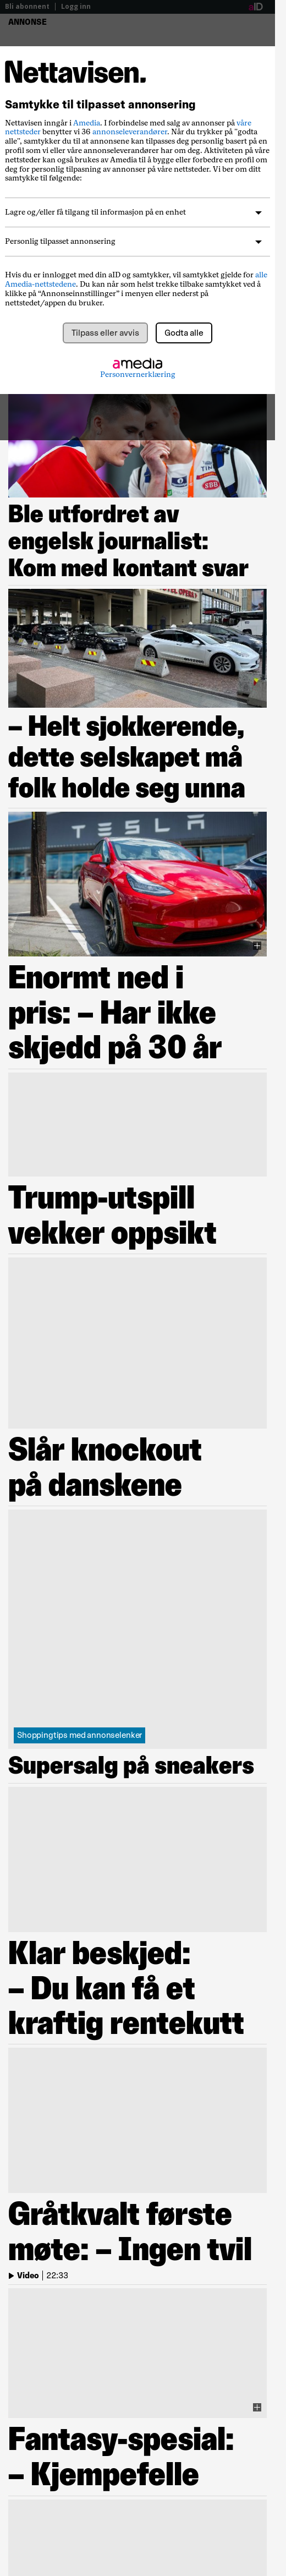 Bli abonnent | Logg inn
aID
ANNONSE
Nettavisen.
Samtykke til tilpasset annonsering
Nettavisen inngår i Amedia. I forbindelse med salg av annonser på våre
nettsteder benytter vi 36 annonseleverandører. Når du trykker på "godta
alle", samtykker du til at annonsene kan tilpasses deg personlig basert på en
profil som vi eller våre annonseleverandører har om deg. Aktiviteten på våre
nettsteder kan også brukes av Amedia til å bygge eller forbedre en profil om
deg for personlig tilpasning av annonser på våre nettsteder. Vi ber om ditt
samtykke til følgende:
Lagre og/eller få tilgang til informasjon på en enhet
Personlig tilpasset annonsering
Hvis du er innlogget med din aID og samtykker, vil samtykket gjelde for alle
Amedia-nettstedene. Du kan når som helst trekke tilbake samtykket ved å
klikke på “Annonseinnstillinger” i menyen eller nederst på
nettstedet/appen du bruker.
Tilpass eller avvis
Godta alle
amedia
Personvernerklæring
TIM
SBB
Ble utfordret av
engelsk journalist:
Kom med kontant svar
– Helt sjokkerende,
dette selskapet må
folk holde seg unna
TESLA
Enormt ned i
pris: – Har ikke
skjedd på 30 år
Trump-utspill
vekker oppsikt
Slår knockout
på danskene
Shoppingtips med annonselenker
Supersalg på sneakers
Klar beskjed:
– Du kan få et
kraftig rentekutt
Gråtkvalt første
møte: – Ingen tvil
Video | 22:33
Fantasy-spesial:
– Kjempefelle